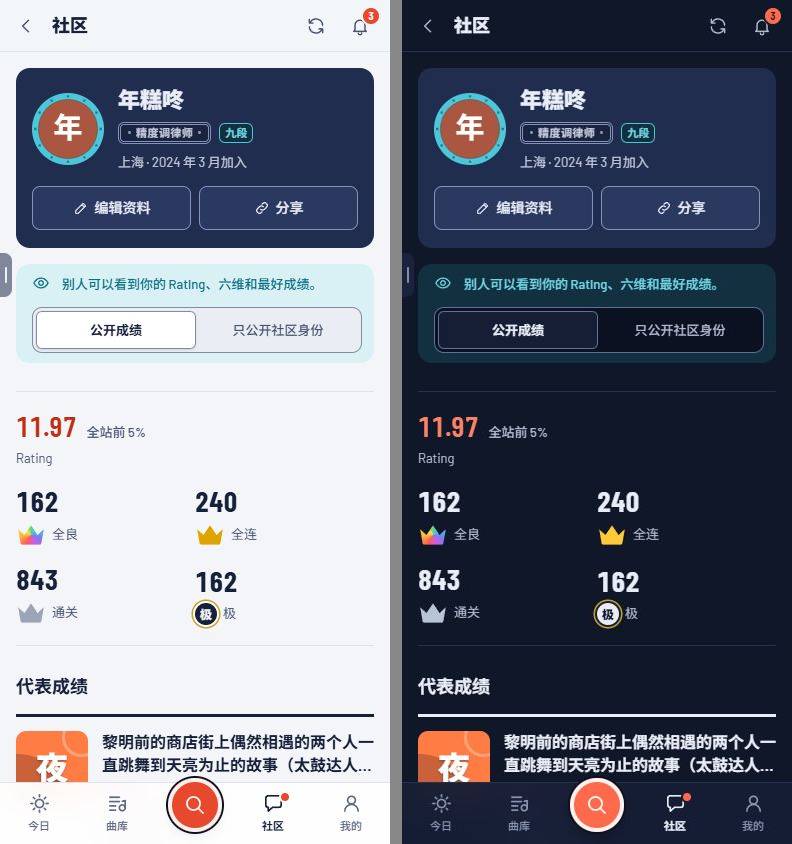 社区
3
年
年糕咚
· 精度调律师 · 九段
上海 · 2024 年 3 月加入
编辑资料 分享
别人可以看到你的 Rating、六维和最好成绩。
公开成绩 只公开社区身份
11.97 全站前 5%
Rating
162 240
全良 全连
843 162
通关 极 极
代表成绩
夜
黎明前的商店街上偶然相遇的两个人一
直跳舞到天亮为止的故事（太鼓达人...
今日 曲库 社区 我的
社区
3
年
年糕咚
· 精度调律师 · 九段
上海 · 2024 年 3 月加入
编辑资料 分享
别人可以看到你的 Rating、六维和最好成绩。
公开成绩 只公开社区身份
11.97 全站前 5%
Rating
162 240
全良 全连
843 162
通关 极 极
代表成绩
夜
黎明前的商店街上偶然相遇的两个人一
直跳舞到天亮为止的故事（太鼓达人...
今日 曲库 社区 我的